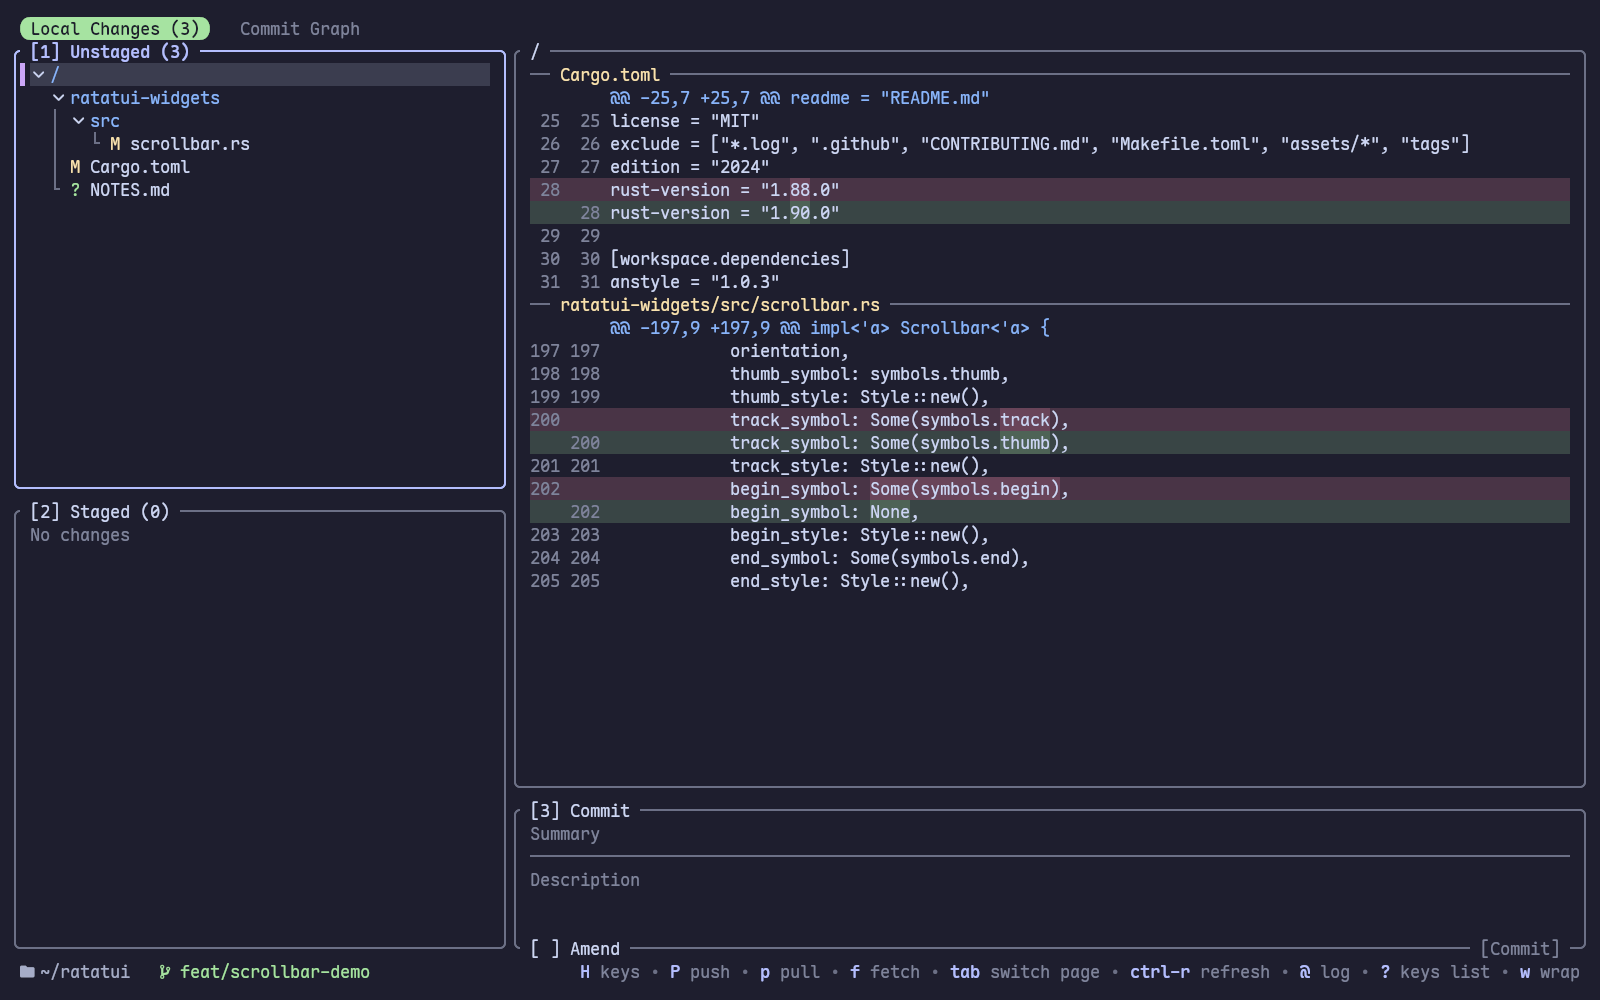 Local Changes (3) Commit Graph
[1] Unstaged (3)
/
ratatui-widgets
src
M scrollbar.rs
M Cargo.toml
? NOTES.md
[2] Staged (0)
No changes
/
Cargo.toml
@@ -25,7 +25,7 @@ readme = "README.md"
25 25 license = "MIT"
26 26 exclude = ["*.log", ".github", "CONTRIBUTING.md", "Makefile.toml", "assets/*", "tags"]
27 27 edition = "2024"
28 rust-version = "1.88.0"
28 rust-version = "1.90.0"
29 29
30 30 [workspace.dependencies]
31 31 anstyle = "1.0.3"
ratatui-widgets/src/scrollbar.rs
@@ -197,9 +197,9 @@ impl<'a> Scrollbar<'a> {
197 197 orientation,
198 198 thumb_symbol: symbols.thumb,
199 199 thumb_style: Style::new(),
200 track_symbol: Some(symbols.track),
200 track_symbol: Some(symbols.thumb),
201 201 track_style: Style::new(),
202 begin_symbol: Some(symbols.begin),
202 begin_symbol: None,
203 203 begin_style: Style::new(),
204 204 end_symbol: Some(symbols.end),
205 205 end_style: Style::new(),
[3] Commit
Summary
Description
[ ] Amend [Commit]
~/ratatui feat/scrollbar-demo H keys • P push • p pull • f fetch • tab switch page • ctrl-r refresh • @ log • ? keys list • w wrap